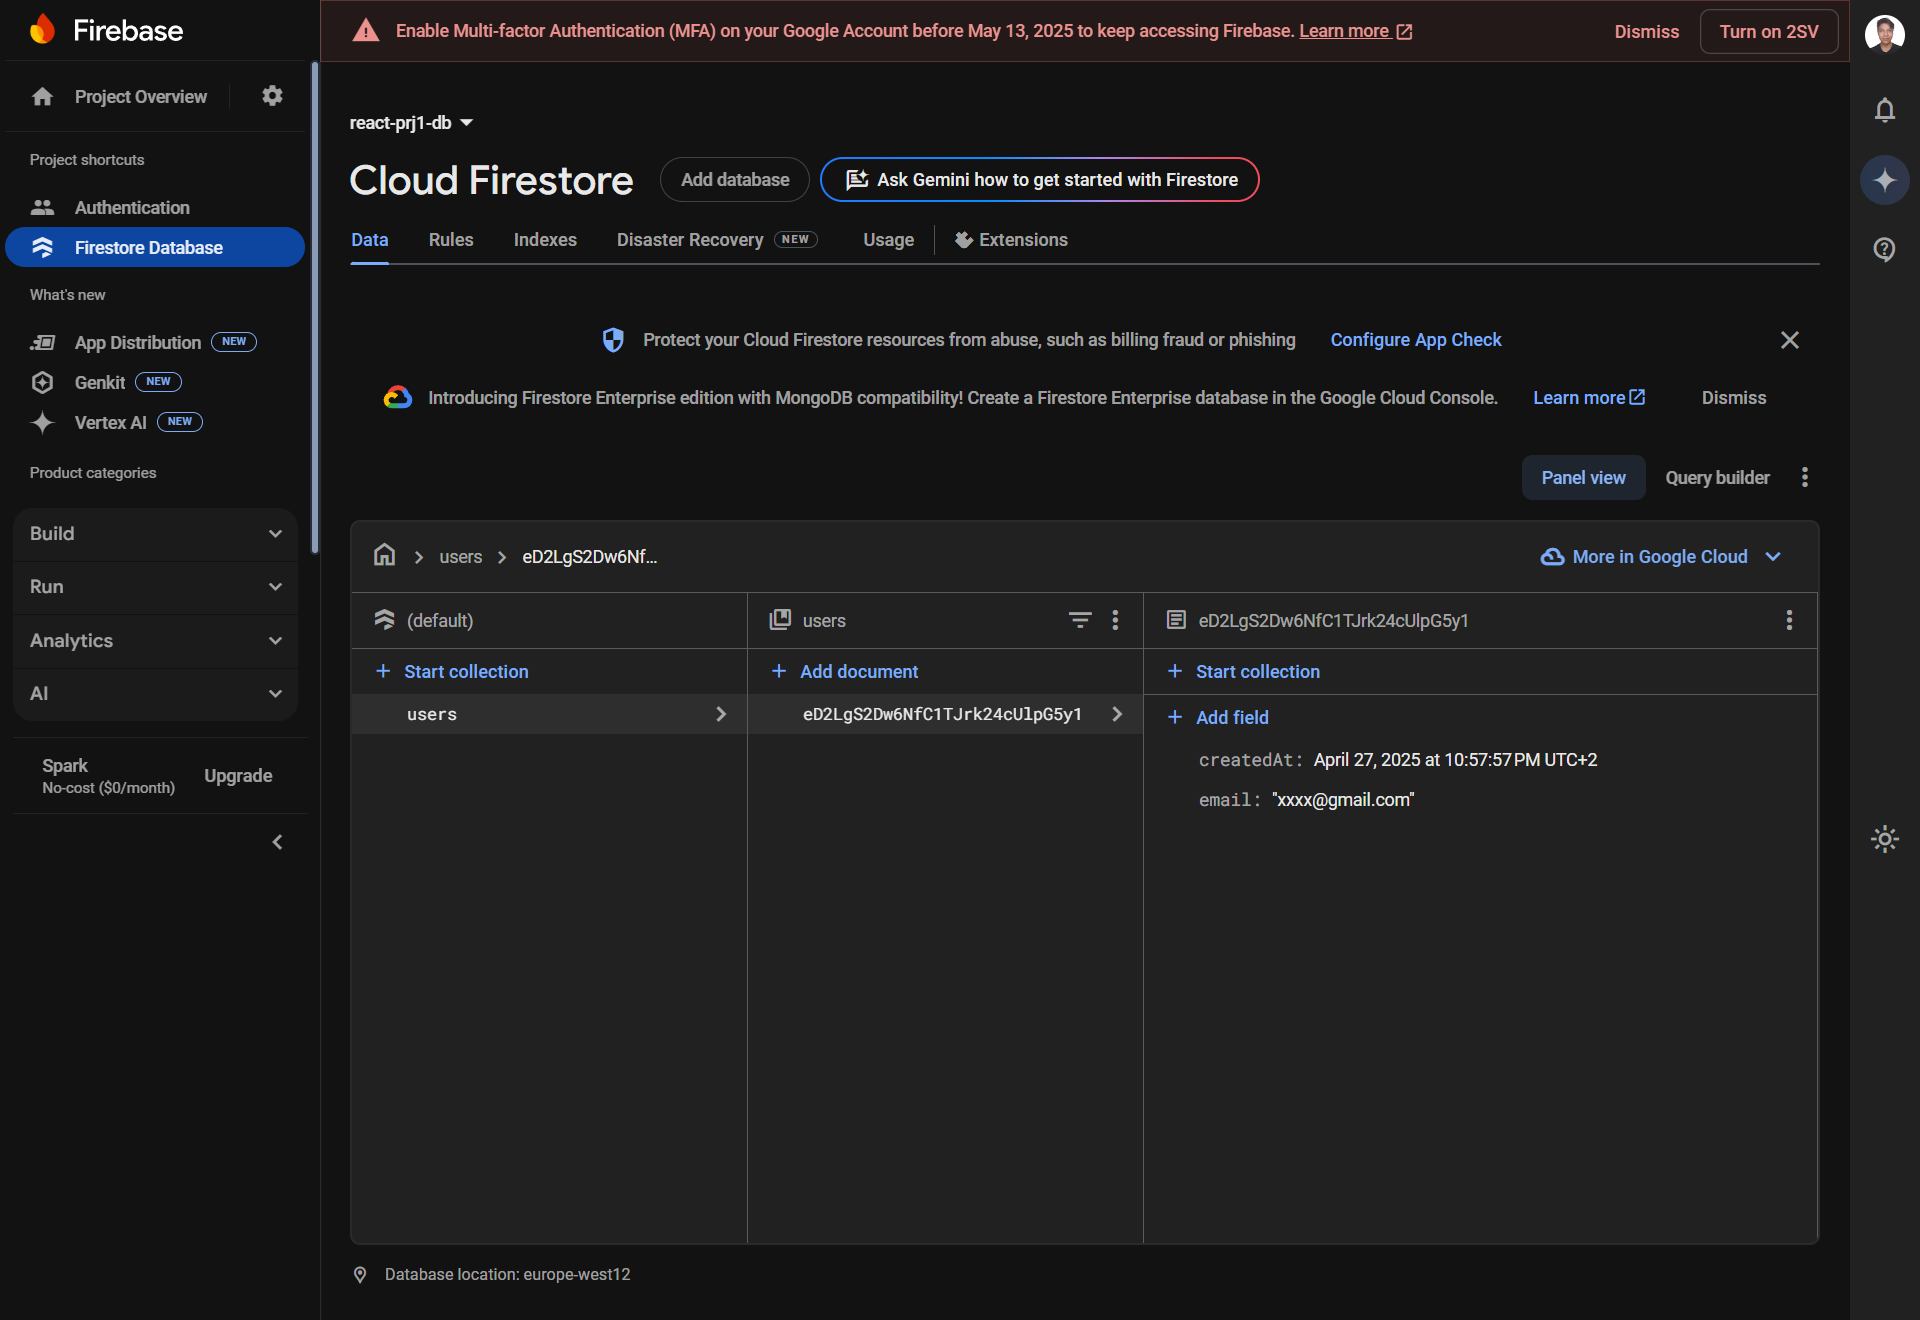 Firebase
Enable Multi-factor Authentication (MFA) on your Google Account before May 13, 2025 to keep accessing Firebase. Learn more
Dismiss
Turn on 2SV
Project Overview
Project shortcuts
Authentication
Firestore Database
What's new
App Distribution NEW
Genkit NEW
Vertex AI NEW
Product categories
Build
Run
Analytics
AI
Spark
No-cost ($0/month)
Upgrade
react-prj1-db
Cloud Firestore
Add database
Ask Gemini how to get started with Firestore
Data
Rules
Indexes
Disaster Recovery NEW
Usage
Extensions
Protect your Cloud Firestore resources from abuse, such as billing fraud or phishing
Configure App Check
Introducing Firestore Enterprise edition with MongoDB compatibility! Create a Firestore Enterprise database in the Google Cloud Console.
Learn more
Dismiss
Panel view
Query builder
users
eD2LgS2Dw6Nf...
More in Google Cloud
(default)
users
eD2LgS2Dw6NfC1TJrk24cUlpG5y1
+ Start collection
+ Add document
+ Start collection
users
eD2LgS2Dw6NfC1TJrk24cUlpG5y1
+ Add field
createdAt: April 27, 2025 at 10:57:57 PM UTC+2
email: "xxxx@gmail.com"
Database location: europe-west12